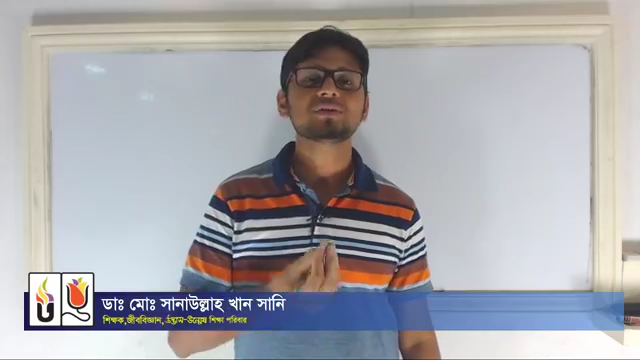 ডাঃ মোঃ সানাউল্লাহ খান সানি
শিক্ষক,জীববিজ্ঞান, উদ্ভাস-উন্মেষ শিক্ষা পরিবার